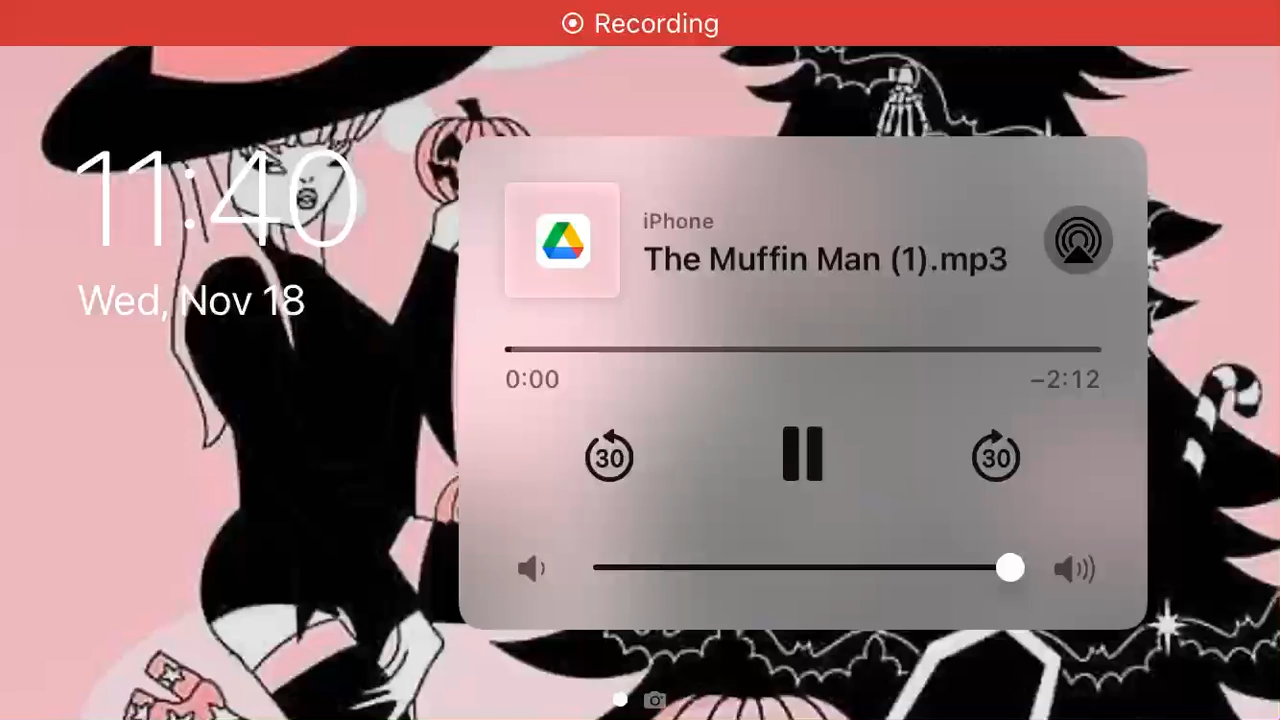 Recording
11:40
Wed, Nov 18
iPhone
The Muffin Man (1).mp3
0:00
−2:12
30
30